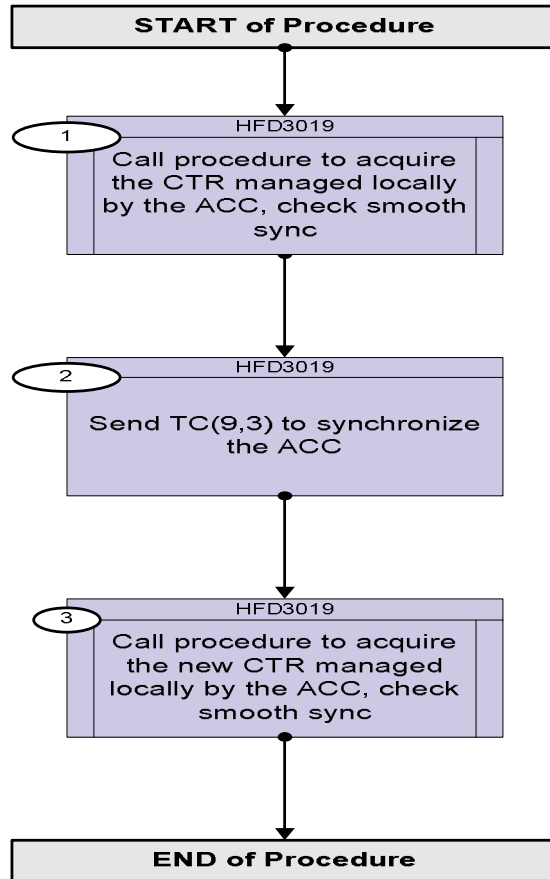 START of Procedure
HFD3019
1
Call procedure to acquire
the CTR managed locally
by the ACC, check smooth
sync
HFD3019
2
Send TC(9,3) to synchronize
the ACC
HFD3019
3
Call procedure to acquire
the new CTR managed
locally by the ACC, check
smooth sync
END of Procedure